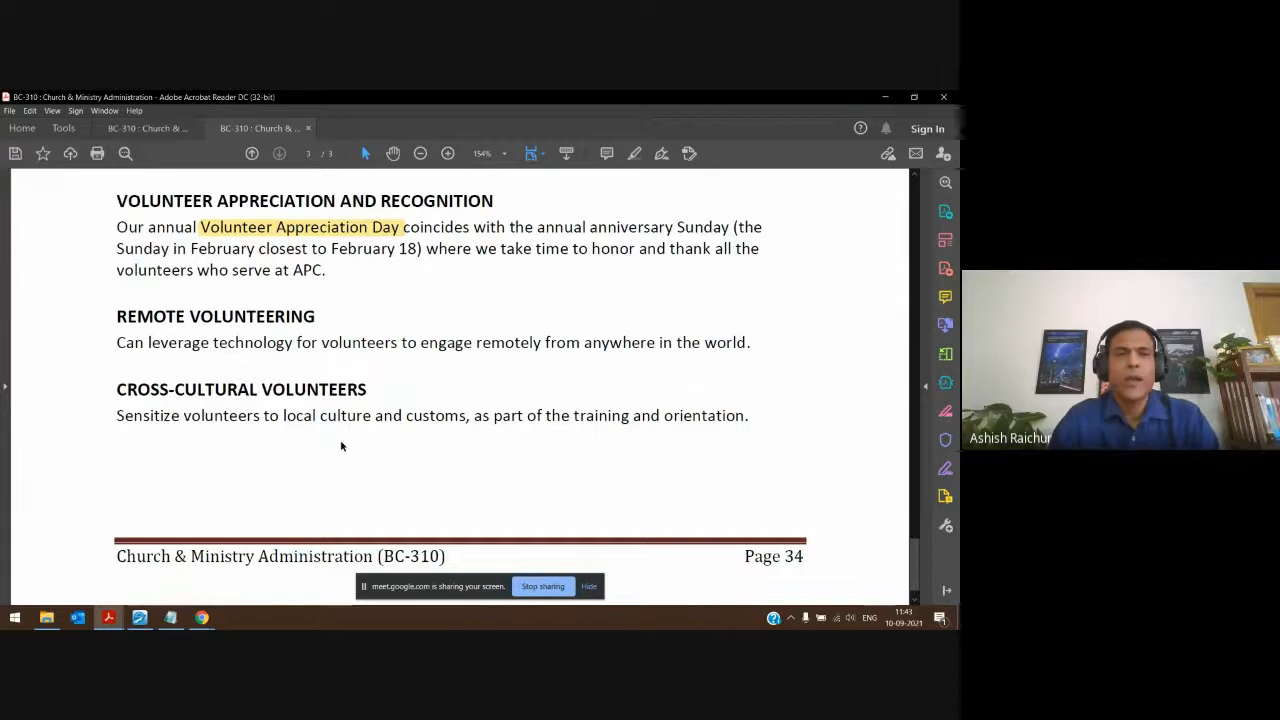 BC-310 : Church & Ministry Administration - Adobe Acrobat Reader DC (32-bit)
File Edit View Sign Window Help
Home Tools BC-310 : Church & ... BC-310 : Church & ... × Sign In
3 / 3 154%
VOLUNTEER APPRECIATION AND RECOGNITION
Our annual Volunteer Appreciation Day coincides with the annual anniversary Sunday (the
Sunday in February closest to February 18) where we take time to honor and thank all the
volunteers who serve at APC.
REMOTE VOLUNTEERING
Can leverage technology for volunteers to engage remotely from anywhere in the world.
CROSS-CULTURAL VOLUNTEERS
Sensitize volunteers to local culture and customs, as part of the training and orientation.
Ashish Raichur
Church & Ministry Administration (BC-310) Page 34
meet.google.com is sharing your screen. Stop sharing Hide
ENG 11:43
10-09-2021